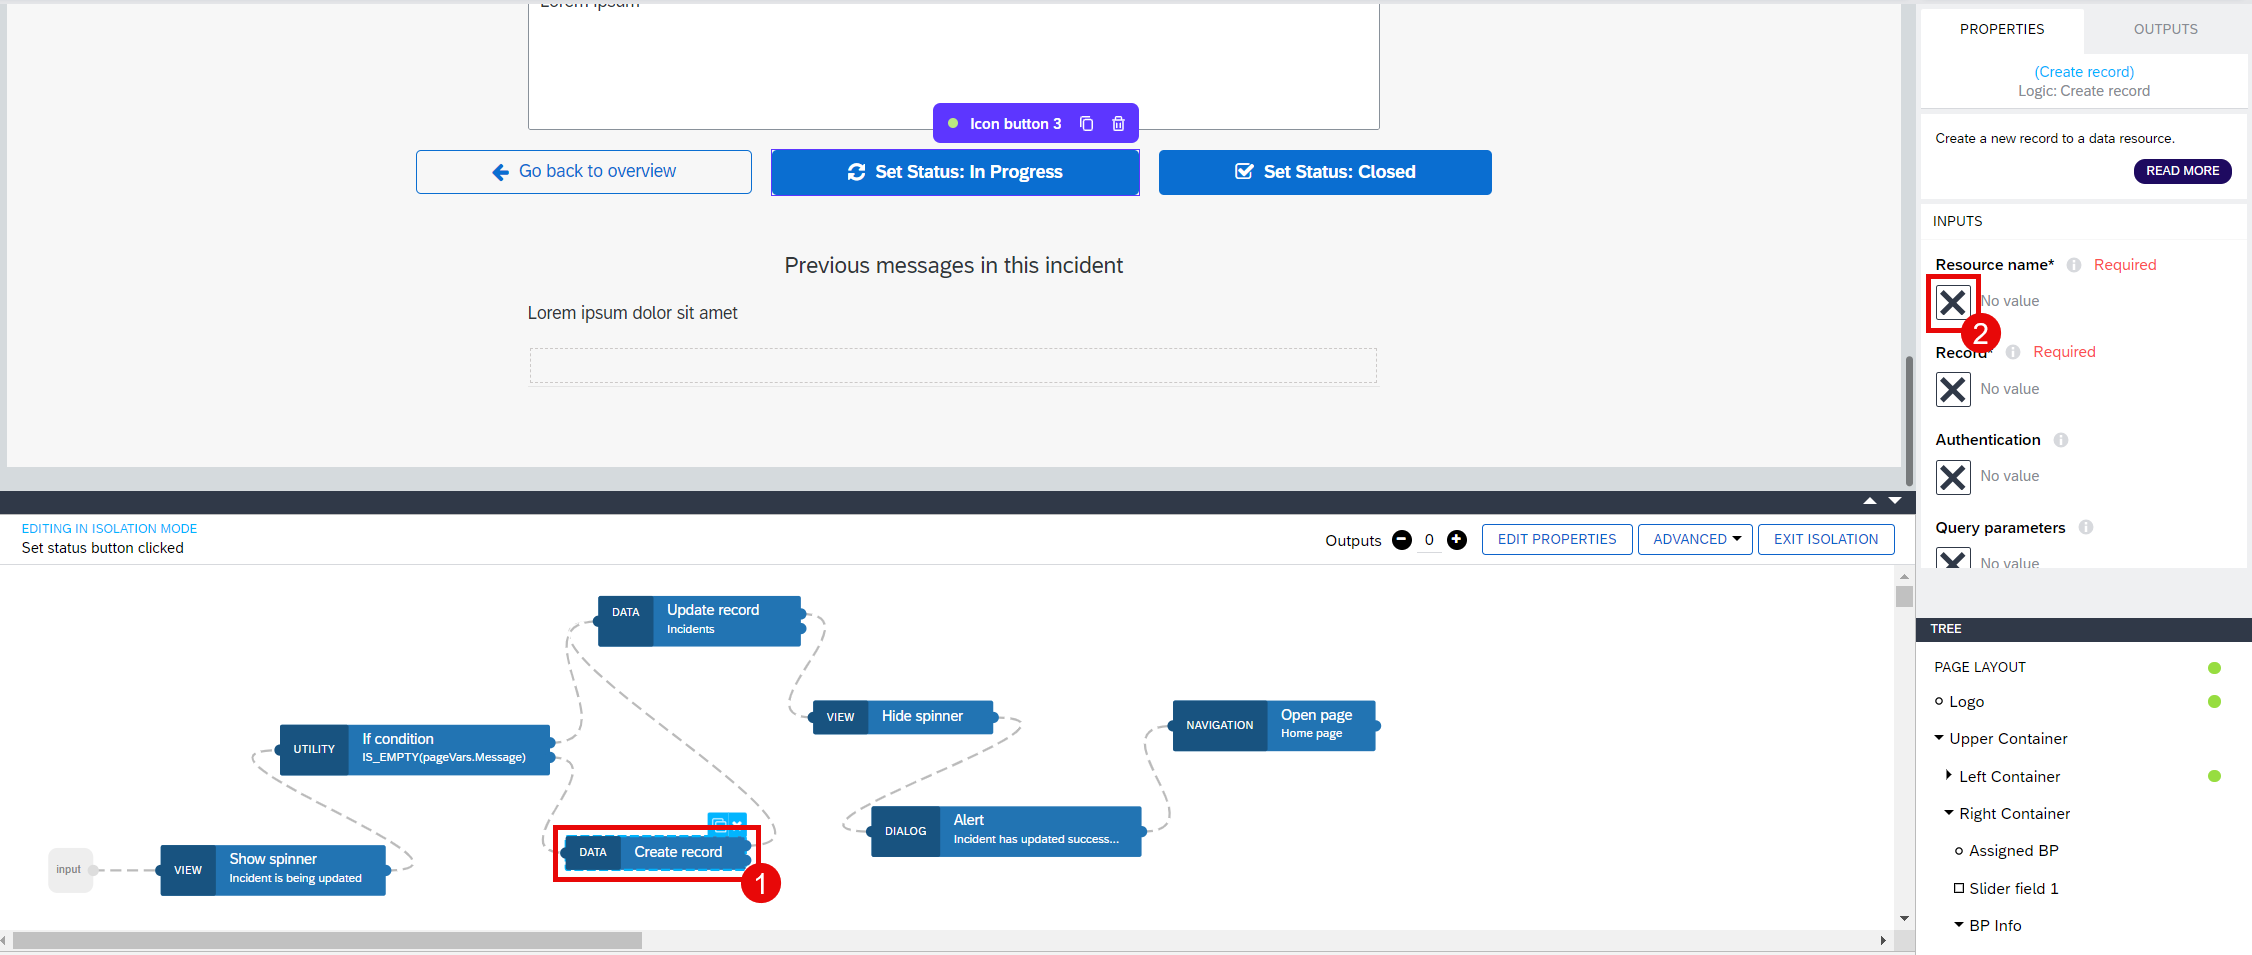 Lorem ipsum
Icon button 3
Go back to overview
Set Status: In Progress
Set Status: Closed
Previous messages in this incident
Lorem ipsum dolor sit amet
PROPERTIES
OUTPUTS
(Create record)
Logic: Create record
Create a new record to a data resource.
READ MORE
INPUTS
Resource name* Required
No value
2
Record* Required
No value
Authentication
No value
Query parameters
No value
EDITING IN ISOLATION MODE
Set status button clicked
Outputs 0
EDIT PROPERTIES
ADVANCED
EXIT ISOLATION
DATA
Update record
Incidents
VIEW
Hide spinner
NAVIGATION
Open page
Home page
UTILITY
If condition
IS_EMPTY(pageVars.Message)
DIALOG
Alert
Incident has updated success...
DATA
Create record
1
input
VIEW
Show spinner
Incident is being updated
TREE
PAGE LAYOUT
Logo
Upper Container
Left Container
Right Container
Assigned BP
Slider field 1
BP Info